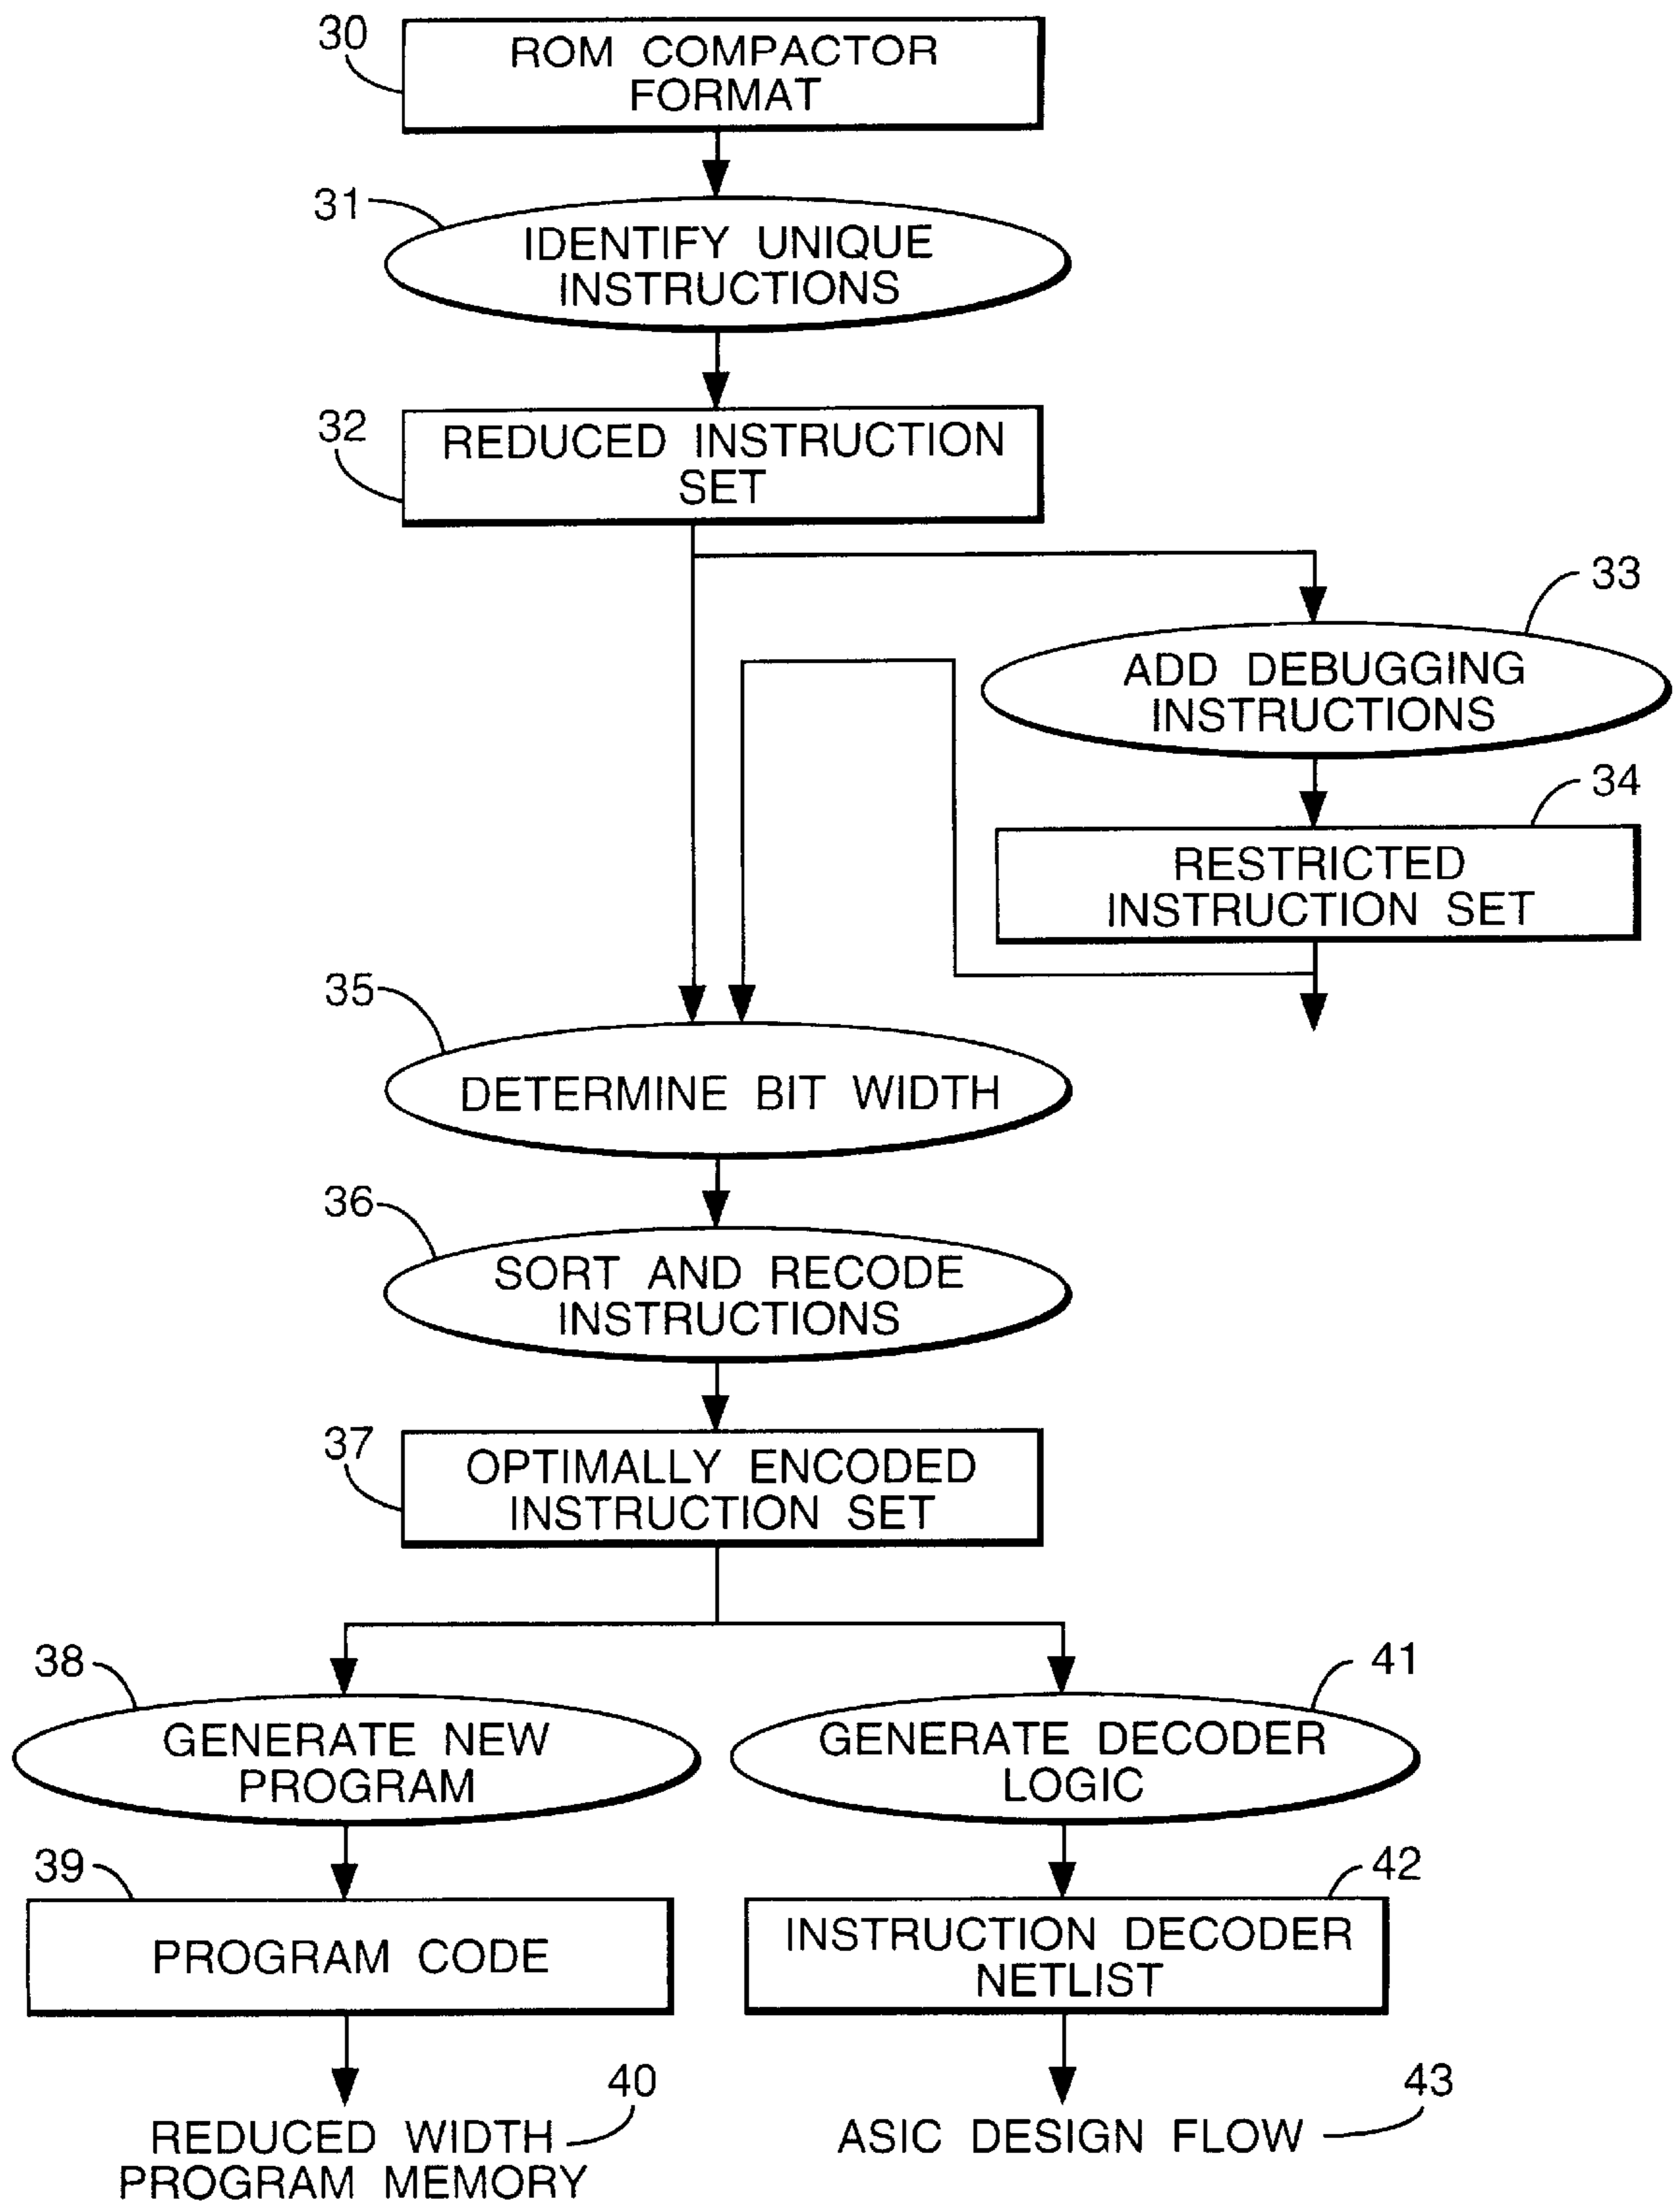 30
ROM COMPACTOR
FORMAT
31
IDENTIFY UNIQUE
INSTRUCTIONS
32
REDUCED INSTRUCTION
SET
33
ADD DEBUGGING
INSTRUCTIONS
34
RESTRICTED
INSTRUCTION SET
35
DETERMINE BIT WIDTH
36
SORT AND RECODE
INSTRUCTIONS
37
OPTIMALLY ENCODED
INSTRUCTION SET
38
GENERATE NEW
PROGRAM
41
GENERATE DECODER
LOGIC
39
PROGRAM CODE
42
INSTRUCTION DECODER
NETLIST
40
REDUCED WIDTH
PROGRAM MEMORY
43
ASIC DESIGN FLOW